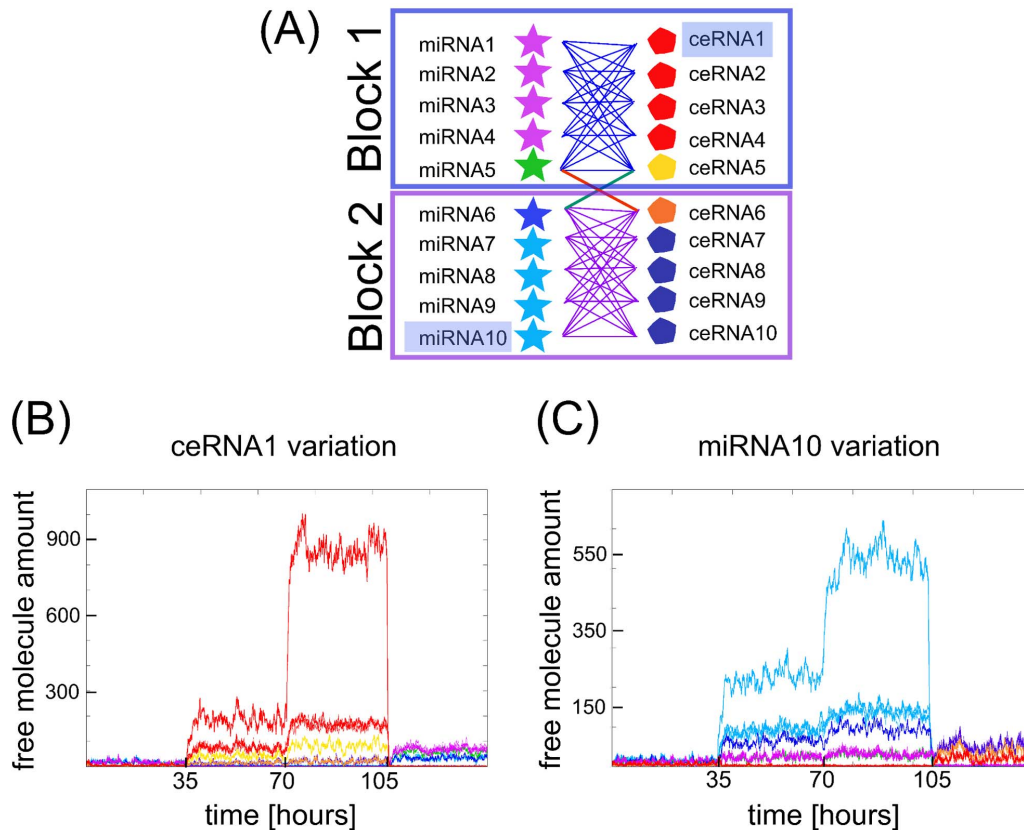 (A)
Block 1
miRNA1 ceRNA1
miRNA2 ceRNA2
miRNA3 ceRNA3
miRNA4 ceRNA4
miRNA5 ceRNA5
Block 2
miRNA6 ceRNA6
miRNA7 ceRNA7
miRNA8 ceRNA8
miRNA9 ceRNA9
miRNA10 ceRNA10
(B)
ceRNA1 variation
free molecule amount
900
600
300
35 70 105
time [hours]
(C)
miRNA10 variation
free molecule amount
550
350
150
35 70 105
time [hours]